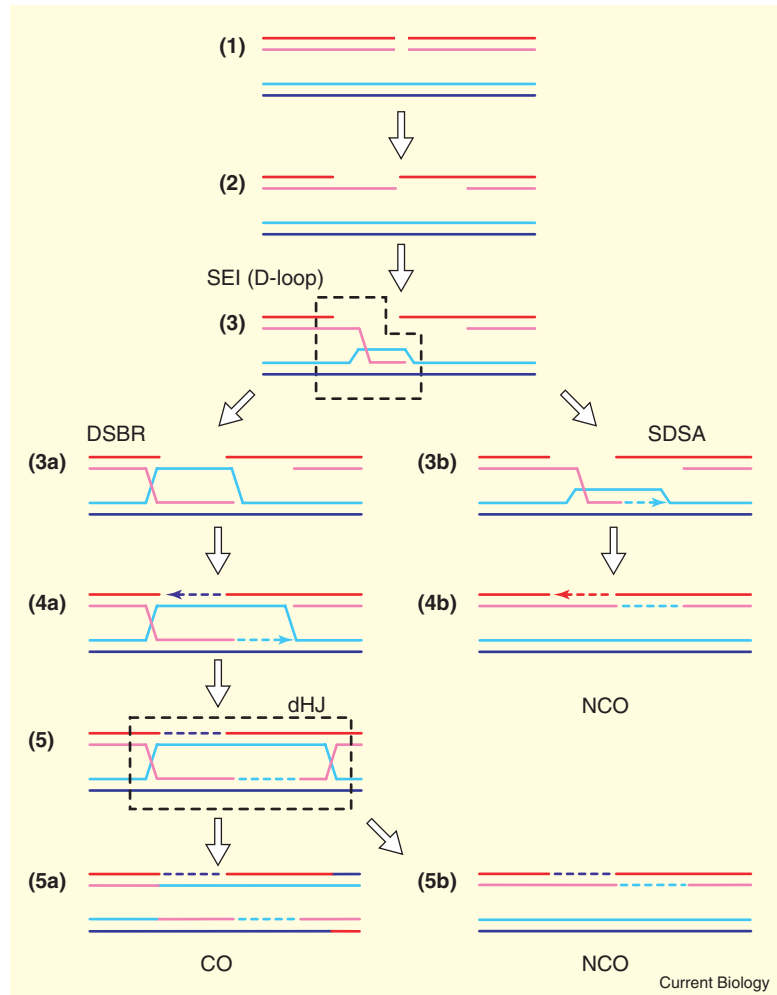 (1)
(2)
SEI (D-loop)
(3)
DSBR
SDSA
(3a)
(3b)
(4a)
(4b)
dHJ
NCO
(5)
(5a)
(5b)
CO
NCO
Current Biology